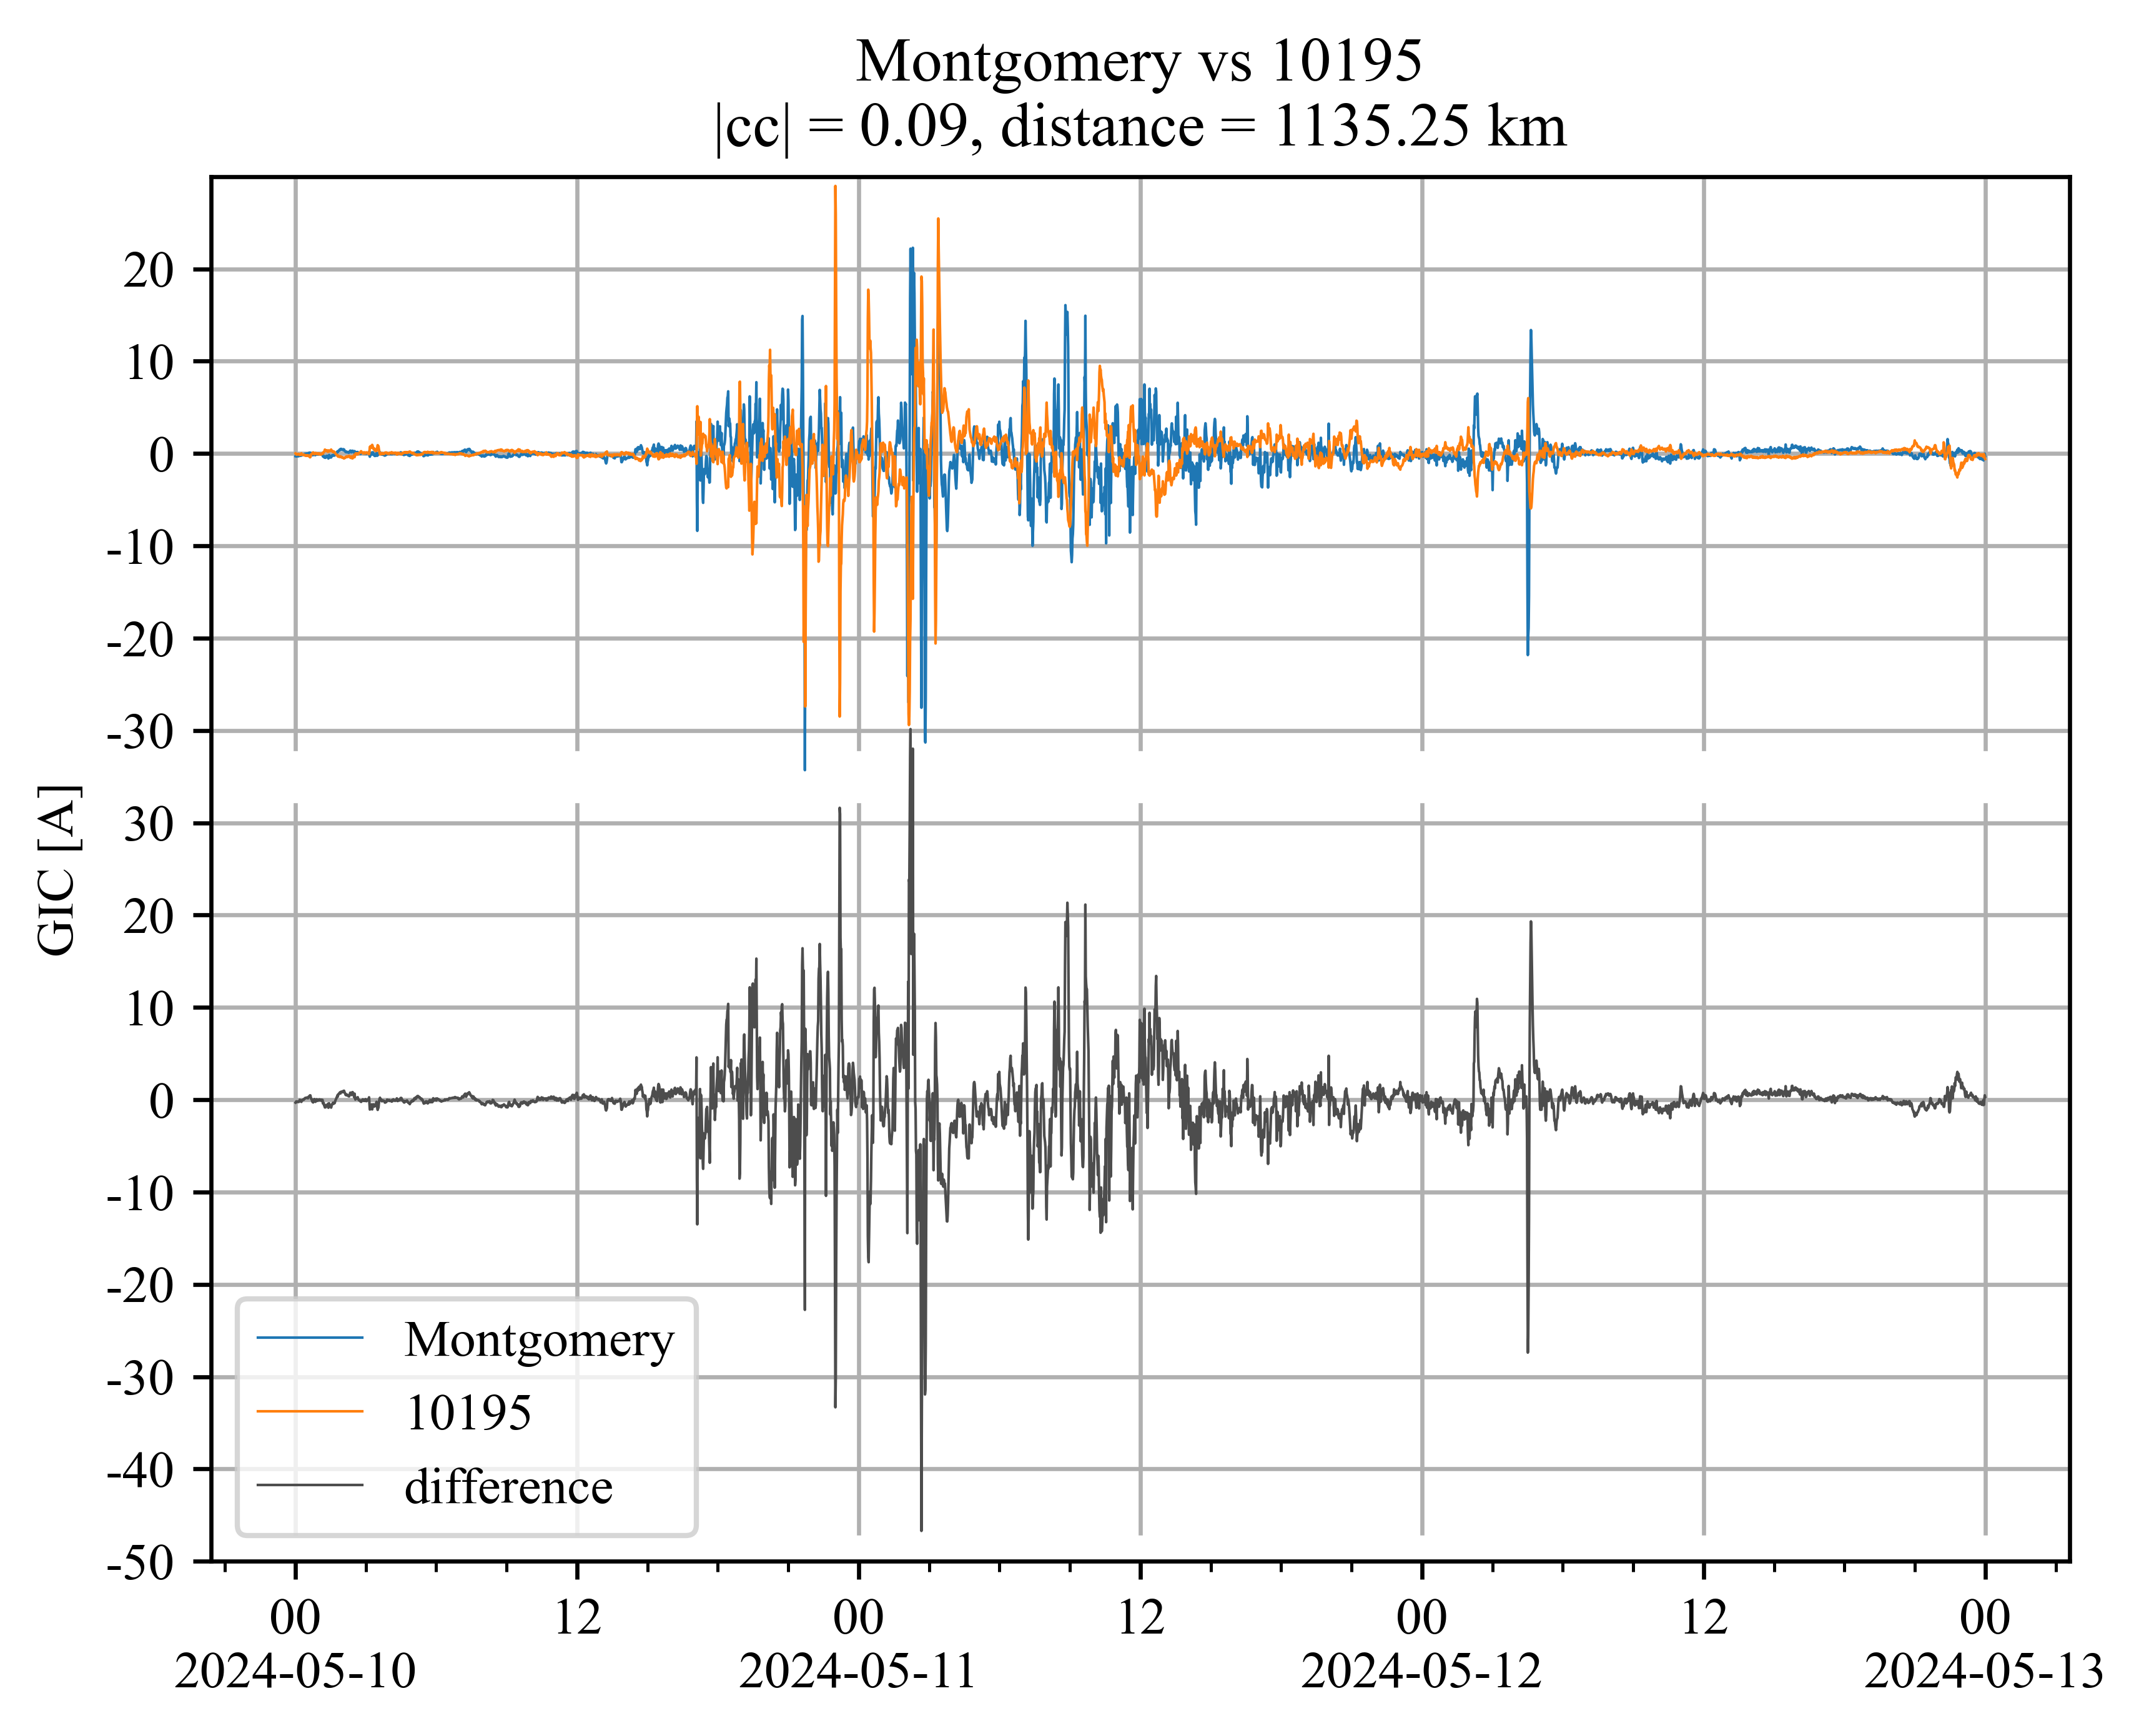 Montgomery vs 10195
|cc| = 0.09, distance = 1135.25 km
20
10
0
-10
-20
-30
30
20
10
0
-10
-20
-30
-40
-50
GIC [A]
Montgomery
10195
difference
00 12 00 12 00 12 00
2024-05-10 2024-05-11 2024-05-12 2024-05-13